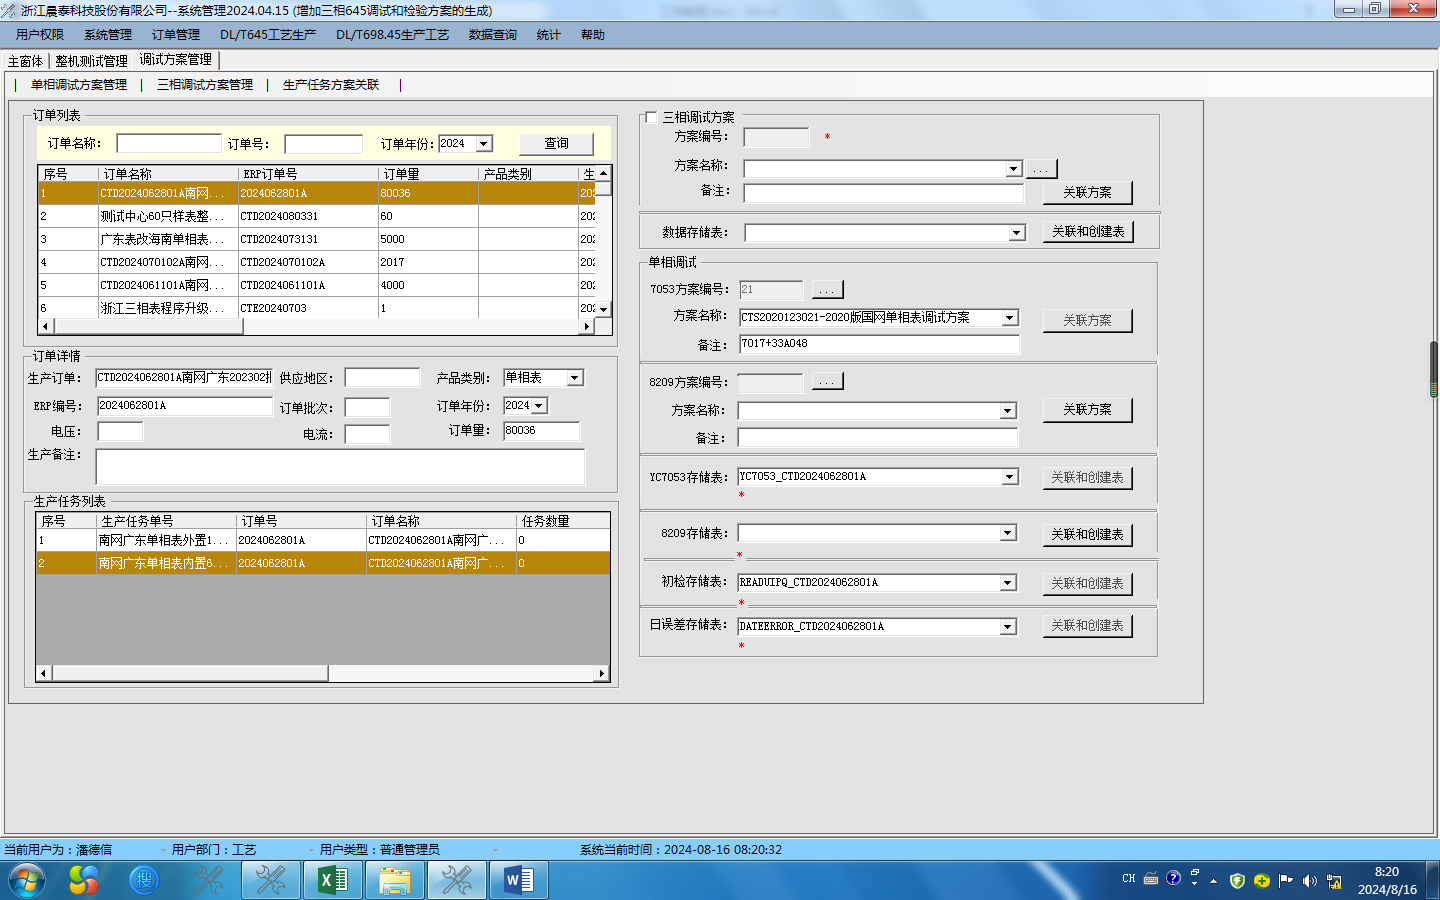 浙江晨泰科技股份有限公司--系统管理2024.04.15 (增加三相645调试和检验方案的生成)
用户权限 系统管理 订单管理 DL/T645工艺生产 DL/T698.45生产工艺 数据查询 统计 帮助
主窗体 整机测试管理 调试方案管理
| 单相调试方案管理 | 三相调试方案管理 | 生产任务方案关联 |
订单列表
订单名称: 订单号: 订单年份: 2024 查询
序号 订单名称 ERP订单号 订单量 产品类别 生
1 CTD2024062801A南网... 2024062801A 80036 202
2 测试中心60只样表整... CTD2024080331 60 202
3 广东表改海南单相表... CTD2024073131 5000 202
4 CTD2024070102A南网... CTD2024070102A 2017 202
5 CTD2024061101A南网... CTD2024061101A 4000 202
6 浙江三相表程序升级... CTE20240703 1 202
订单详情
生产订单: CTD2024062801A南网广东202302批 供应地区: 产品类别: 单相表
ERP编号: 2024062801A 订单批次: 订单年份: 2024
电压: 电流: 订单量: 80036
生产备注:
生产任务列表
序号 生产任务单号 订单号 订单名称 任务数量
1 南网广东单相表外置1... 2024062801A CTD2024062801A南网广... 0
2 南网广东单相表内置6... 2024062801A CTD2024062801A南网广... 0
三相调试方案
方案编号: *
方案名称: ...
备注: 关联方案
数据存储表: 关联和创建表
单相调试
7053方案编号: 21 ...
方案名称: CTS2020123021-2020版国网单相表调试方案 关联方案
备注: 7017+33A048
8209方案编号: ...
方案名称: 关联方案
备注:
YC7053存储表: YC7053_CTD2024062801A 关联和创建表
*
8209存储表: 关联和创建表
*
初检存储表: READUIPQ_CTD2024062801A 关联和创建表
*
日误差存储表: DATEERROR_CTD2024062801A 关联和创建表
*
当前用户为：潘德信 用户部门：工艺 用户类型：普通管理员 系统当前时间：2024-08-16 08:20:32
搜 CH 8:20
2024/8/16